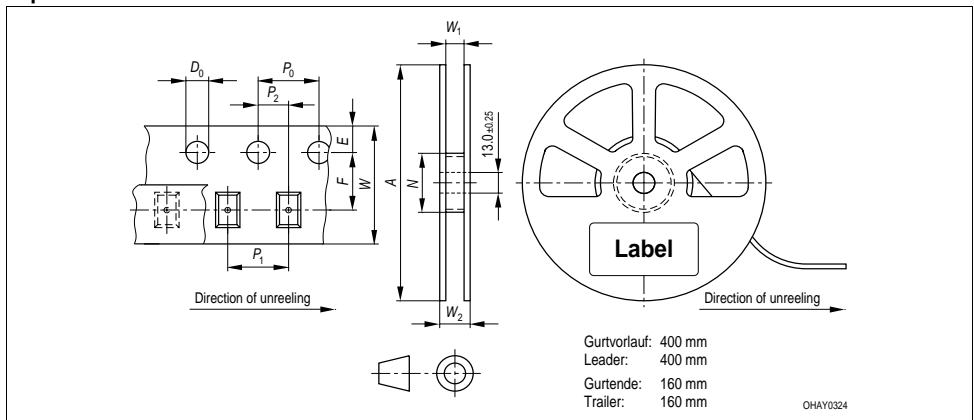 W1
D0
P0
P2
E
F
W
A
N
13.0±0.25
P1
Label
Direction of unreeling
Direction of unreeling
W2
Gurtvorlauf: 400 mm
Leader: 400 mm
Gurtende: 160 mm
Trailer: 160 mm
OHAY0324